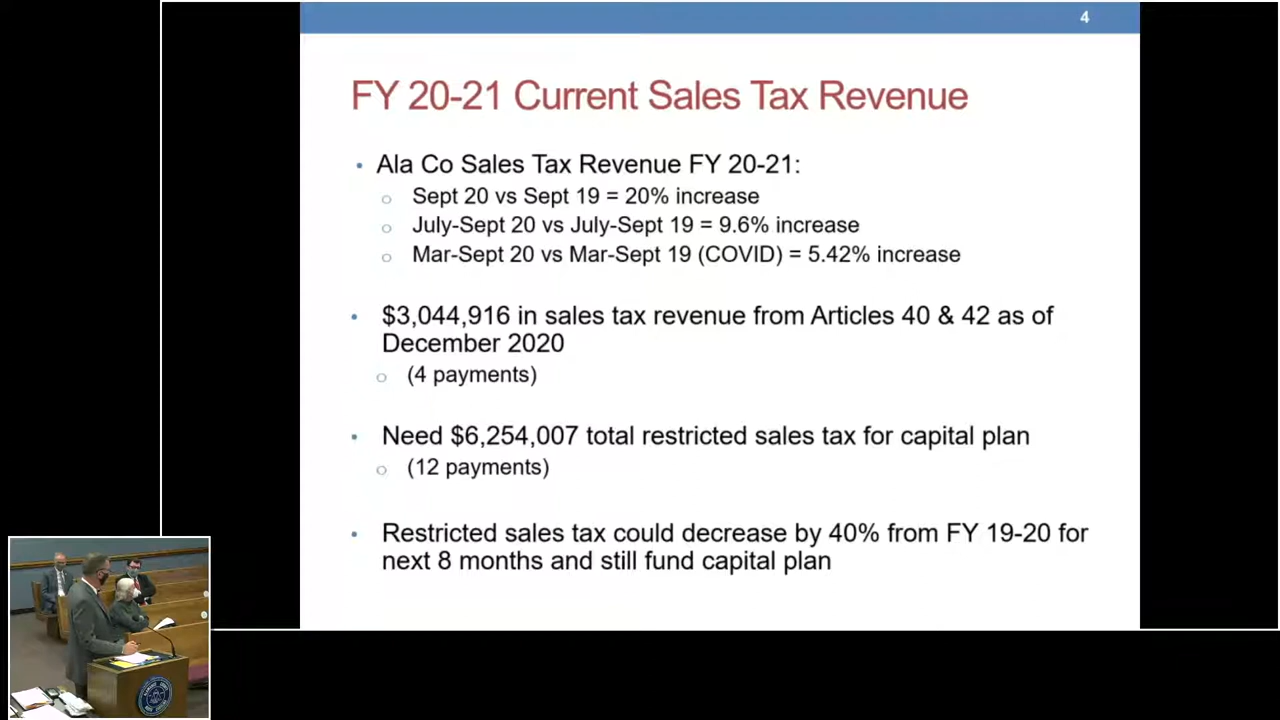 4
FY 20-21 Current Sales Tax Revenue
• Ala Co Sales Tax Revenue FY 20-21:
o Sept 20 vs Sept 19 = 20% increase
o July-Sept 20 vs July-Sept 19 = 9.6% increase
o Mar-Sept 20 vs Mar-Sept 19 (COVID) = 5.42% increase
• $3,044,916 in sales tax revenue from Articles 40 & 42 as of
December 2020
o (4 payments)
• Need $6,254,007 total restricted sales tax for capital plan
o (12 payments)
• Restricted sales tax could decrease by 40% from FY 19-20 for
next 8 months and still fund capital plan